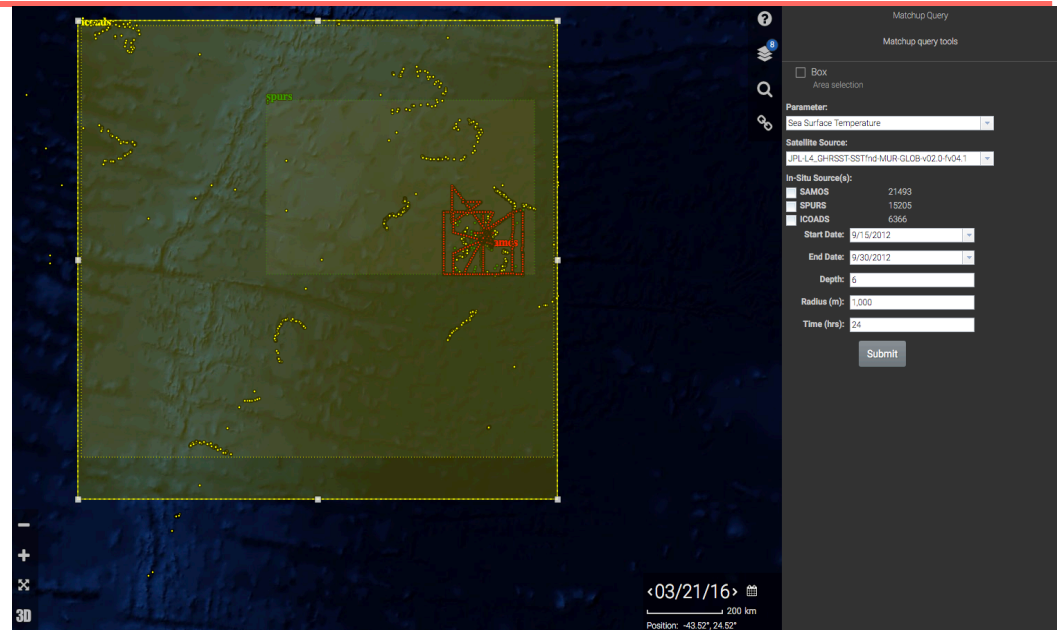 icoads
spurs
amos
?
8
Matchup Query
Matchup query tools
Box
Area selection
Parameter:
Sea Surface Temperature
Satellite Source:
JPL-L4_GHRSST-SSTfnd-MUR-GLOB-v02.0-fv04.1
In-Situ Source(s):
SAMOS 21493
SPURS 15205
ICOADS 6366
Start Date: 9/15/2012
End Date: 9/30/2012
Depth: 6
Radius (m): 1,000
Time (hrs): 24
Submit
3D
‹03/21/16›
200 km
Position: -43.52°, 24.52°